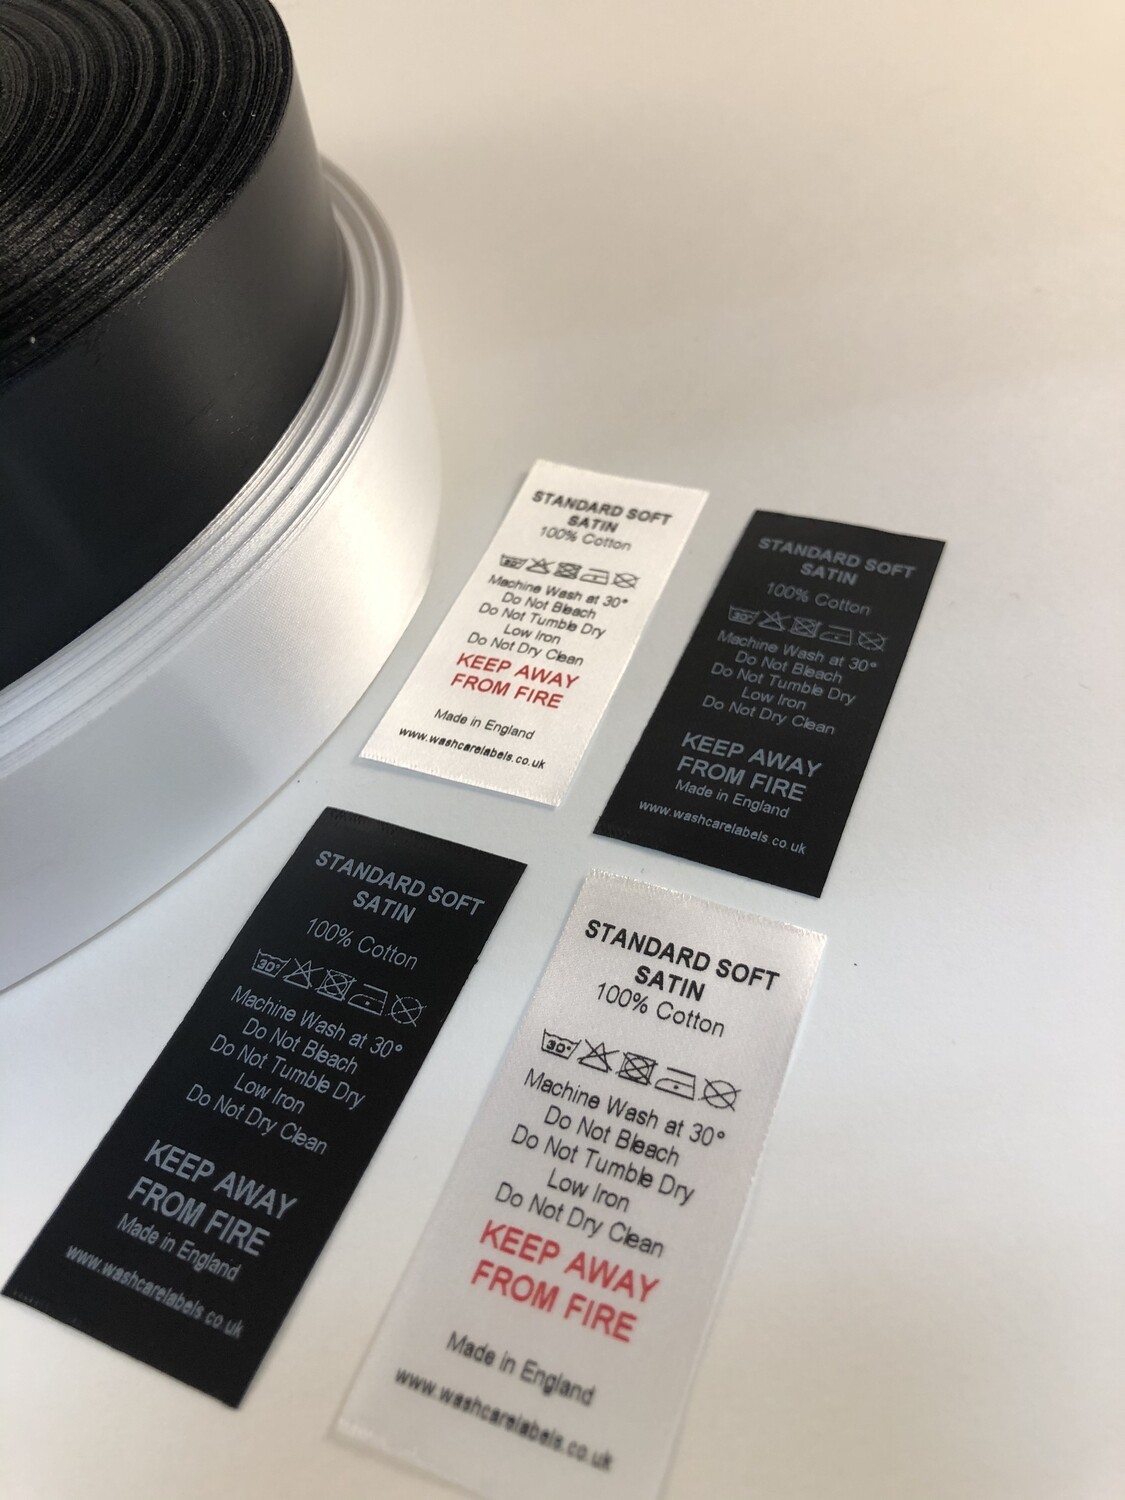 STANDARD SOFT
SATIN
100% Cotton
30°
Machine Wash at 30°
Do Not Bleach
Do Not Tumble Dry
Low Iron
Do Not Dry Clean
KEEP AWAY
FROM FIRE
Made in England
www.washcarelabels.co.uk
STANDARD SOFT
SATIN
100% Cotton
30°
Machine Wash at 30°
Do Not Bleach
Do Not Tumble Dry
Low Iron
Do Not Dry Clean
KEEP AWAY
FROM FIRE
Made in England
www.washcarelabels.co.uk
STANDARD SOFT
SATIN
100% Cotton
30°
Machine Wash at 30°
Do Not Bleach
Do Not Tumble Dry
Low Iron
Do Not Dry Clean
KEEP AWAY
FROM FIRE
Made in England
www.washcarelabels.co.uk
STANDARD SOFT
SATIN
100% Cotton
30°
Machine Wash at 30°
Do Not Bleach
Do Not Tumble Dry
Low Iron
Do Not Dry Clean
KEEP AWAY
FROM FIRE
Made in England
www.washcarelabels.co.uk